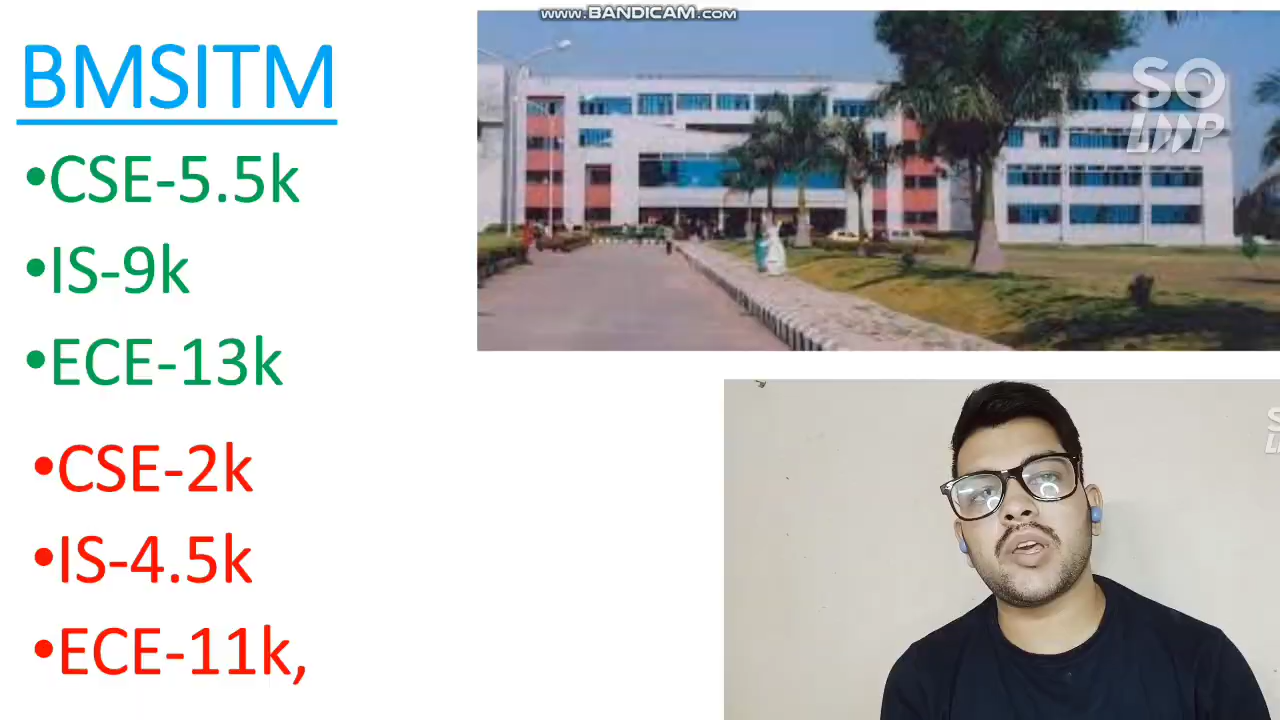 www.BANDICAM.com
BMSITM
•CSE-5.5k
•IS-9k
•ECE-13k
•CSE-2k
•IS-4.5k
•ECE-11k,